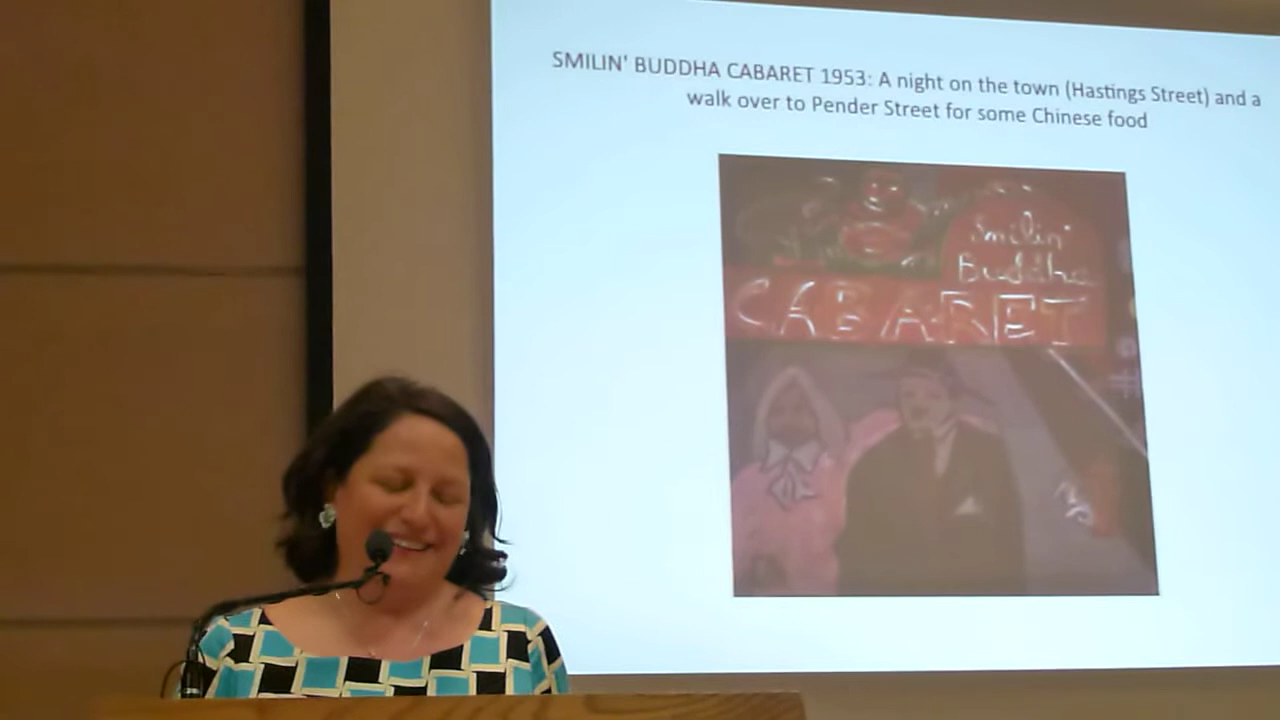 SMILIN' BUDDHA CABARET 1953: A night on the town (Hastings Street) and a
walk over to Pender Street for some Chinese food
Smilin'
Buddha
CABARET